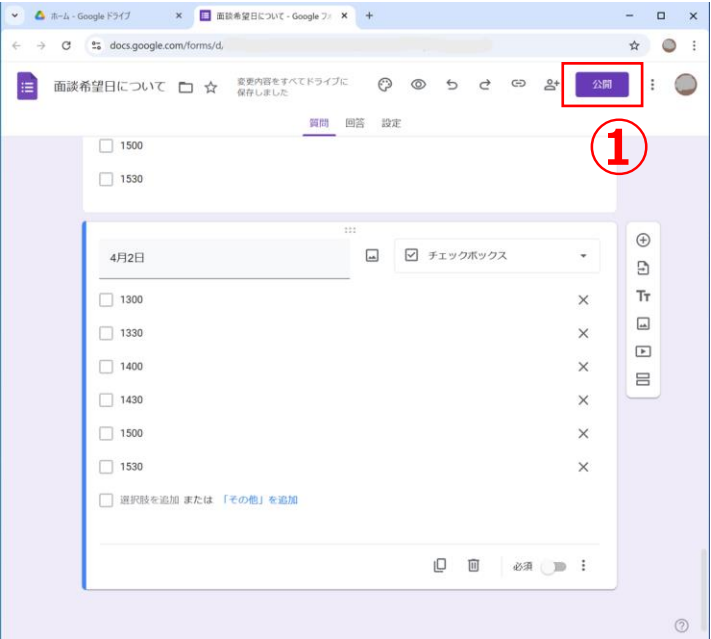 ホーム - Google ドライブ
面談希望日について - Google フ
docs.google.com/forms/d/
面談希望日について
変更内容をすべてドライブに
保存しました
公開
①
質問 回答 設定
1500
1530
4月2日
チェックボックス
1300
1330
1400
1430
1500
1530
選択肢を追加 または 「その他」を追加
必須
Tт